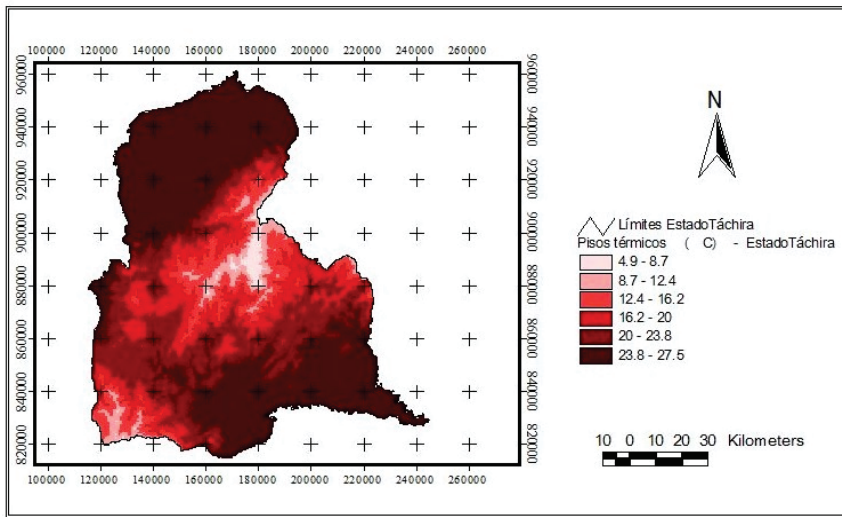 100000 120000 140000 160000 180000 200000 220000 240000 260000
960000 960000
940000 940000
920000 920000
900000 900000
880000 880000
860000 860000
840000 840000
820000 820000
100000 120000 140000 160000 180000 200000 220000 240000 260000
N
Límites EstadoTáchira
Pisos térmicos ( C) - EstadoTáchira
4.9 - 8.7
8.7 - 12.4
12.4 - 16.2
16.2 - 20
20 - 23.8
23.8 - 27.5
10 0 10 20 30 Kilometers